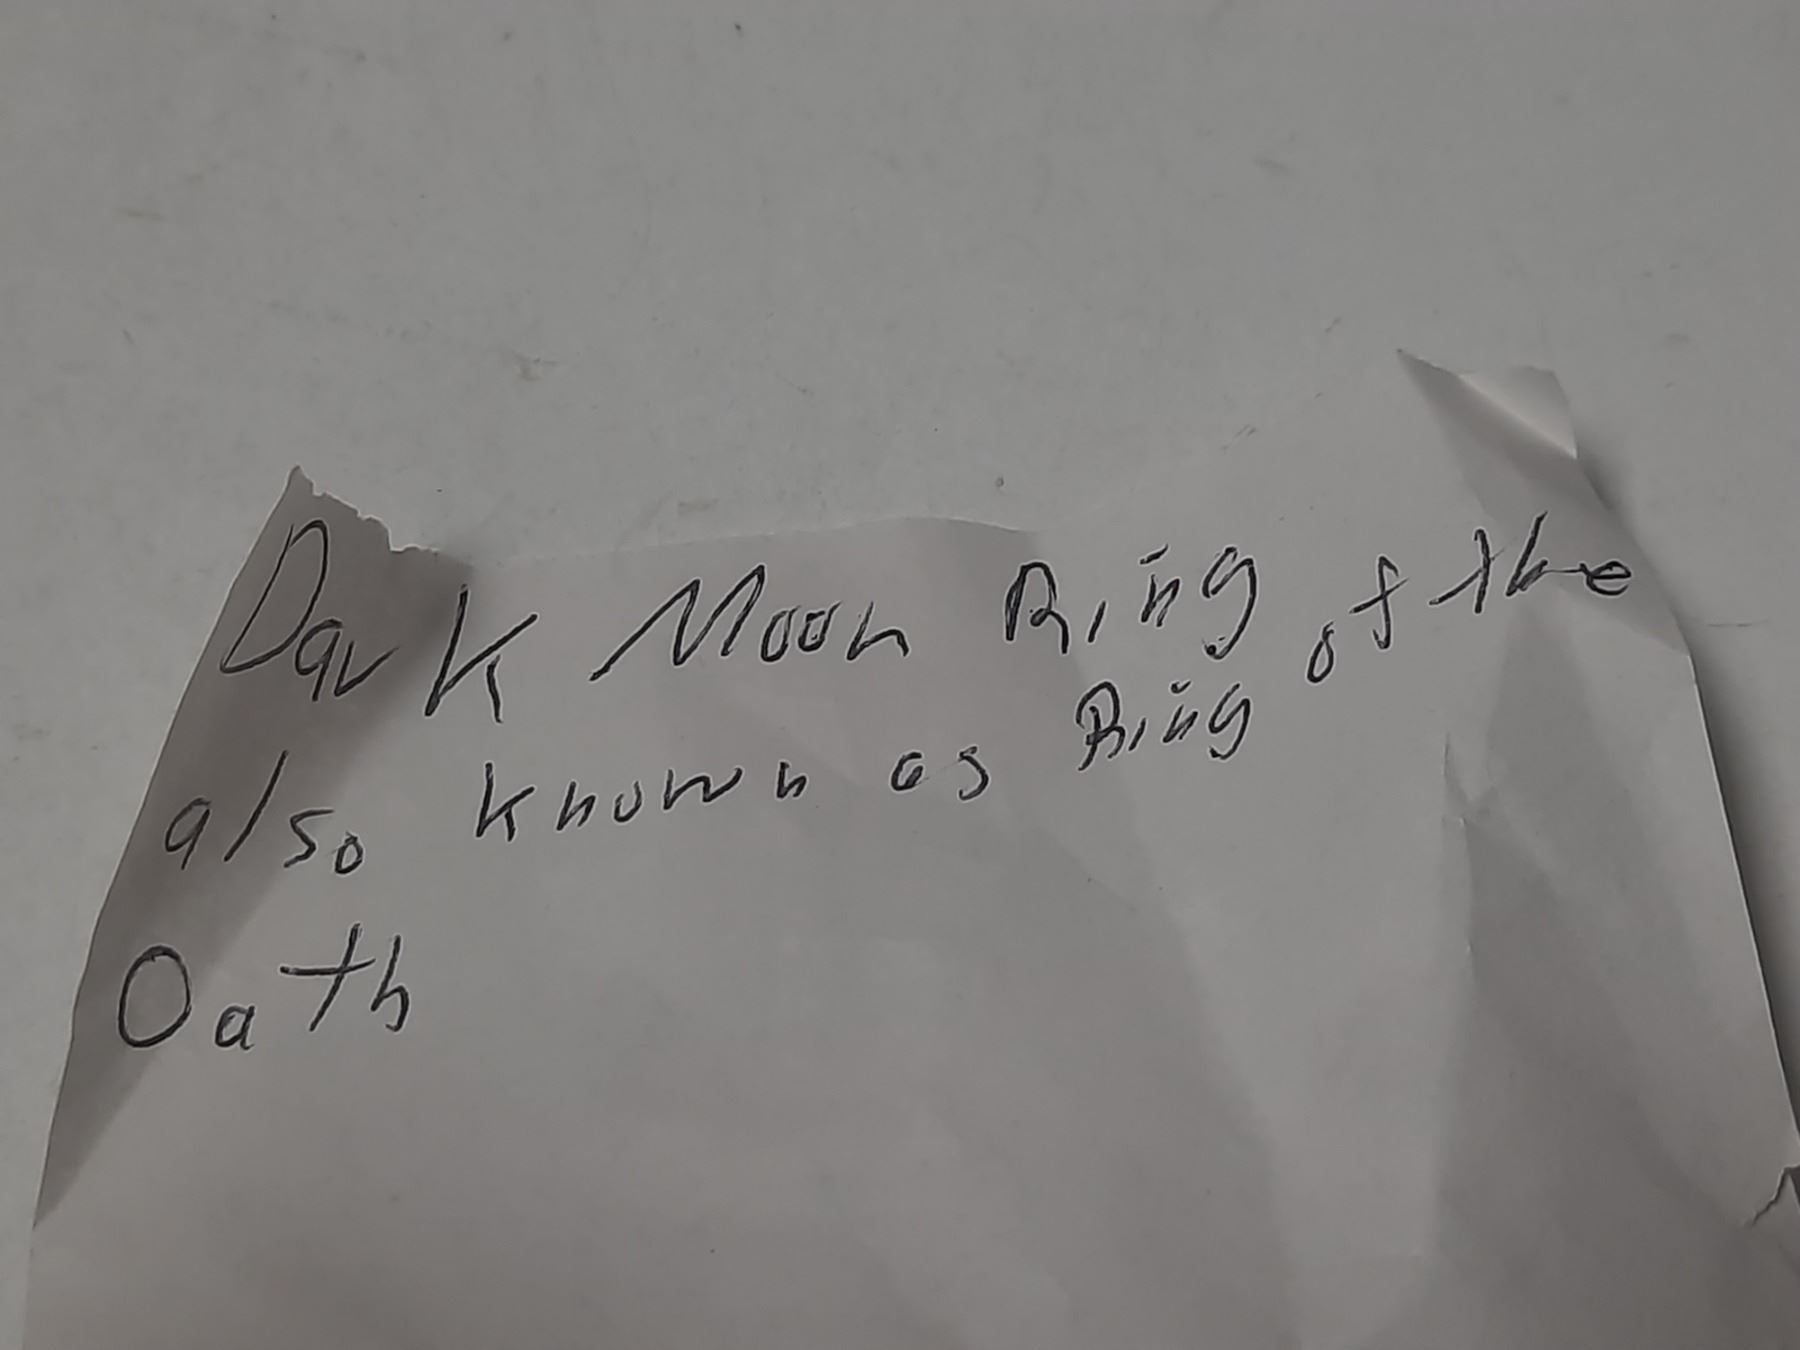 Dark Moon Ring
also known as Ring of the
Oath